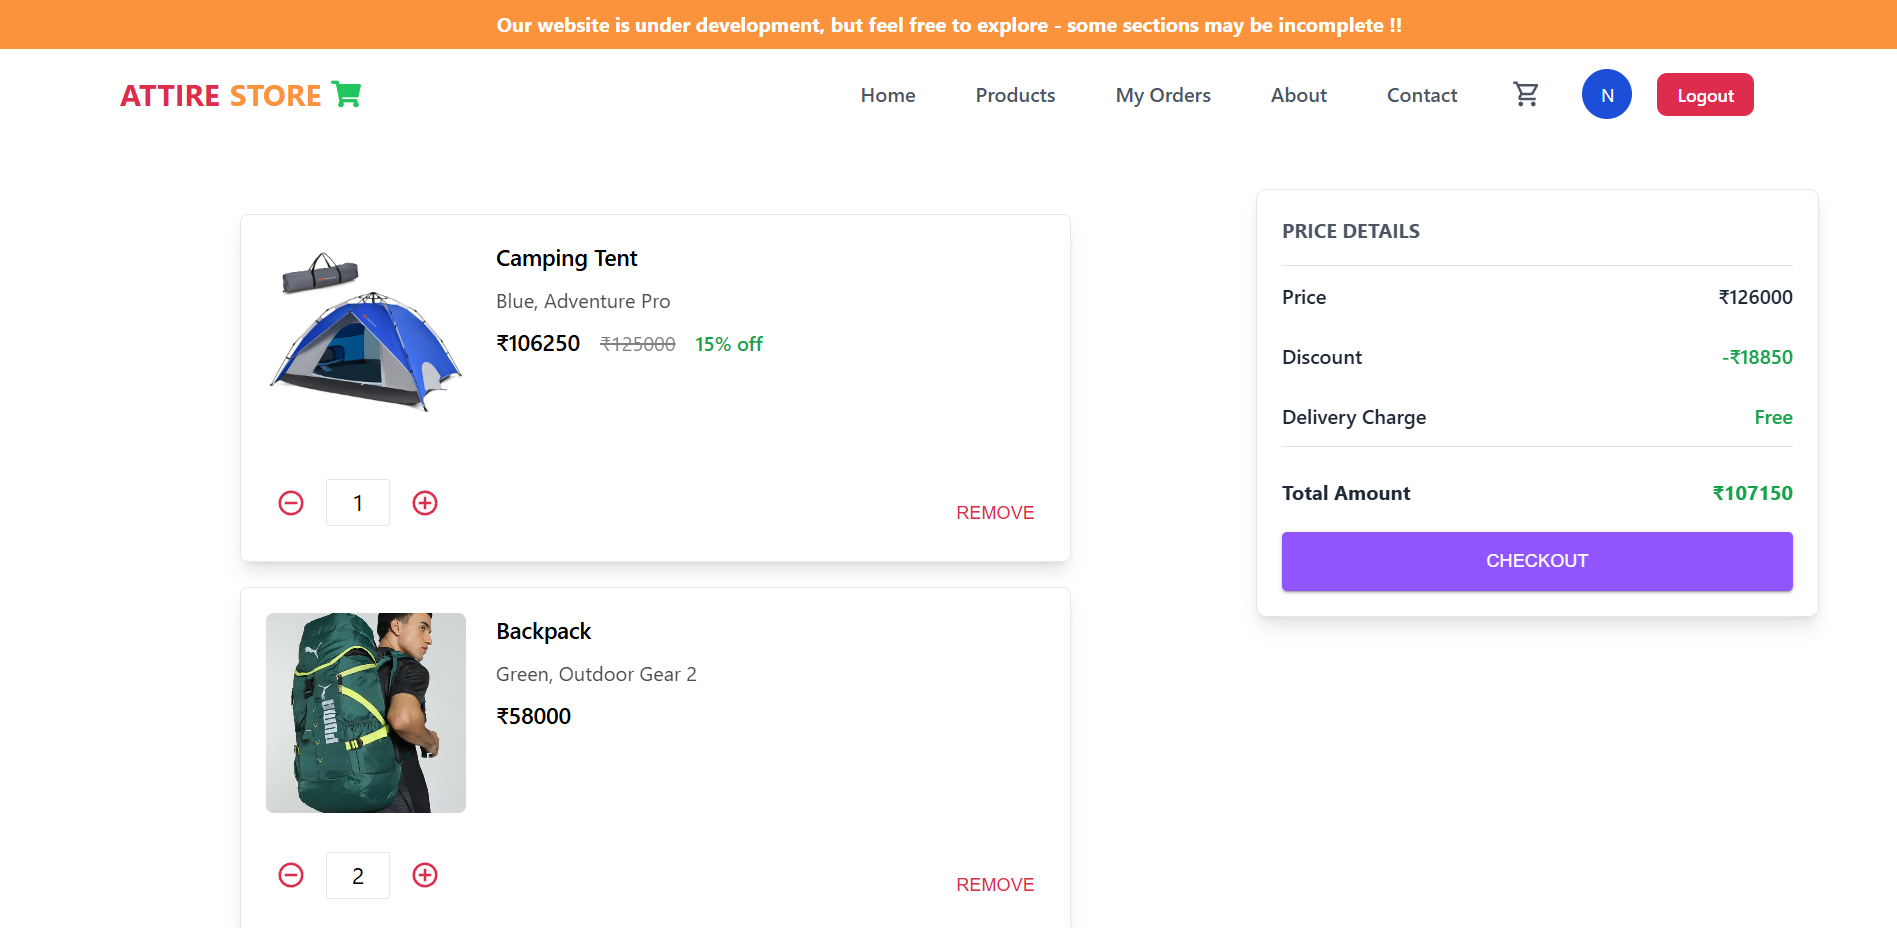 Our website is under development, but feel free to explore - some sections may be incomplete !!
ATTIRE STORE
Home
Products
My Orders
About
Contact
N
Logout
Camping Tent
Blue, Adventure Pro
₹106250 ₹125000 15% off
1
REMOVE
Backpack
Green, Outdoor Gear 2
₹58000
PUMA
2
REMOVE
PRICE DETAILS
Price ₹126000
Discount -₹18850
Delivery Charge Free
Total Amount ₹107150
CHECKOUT